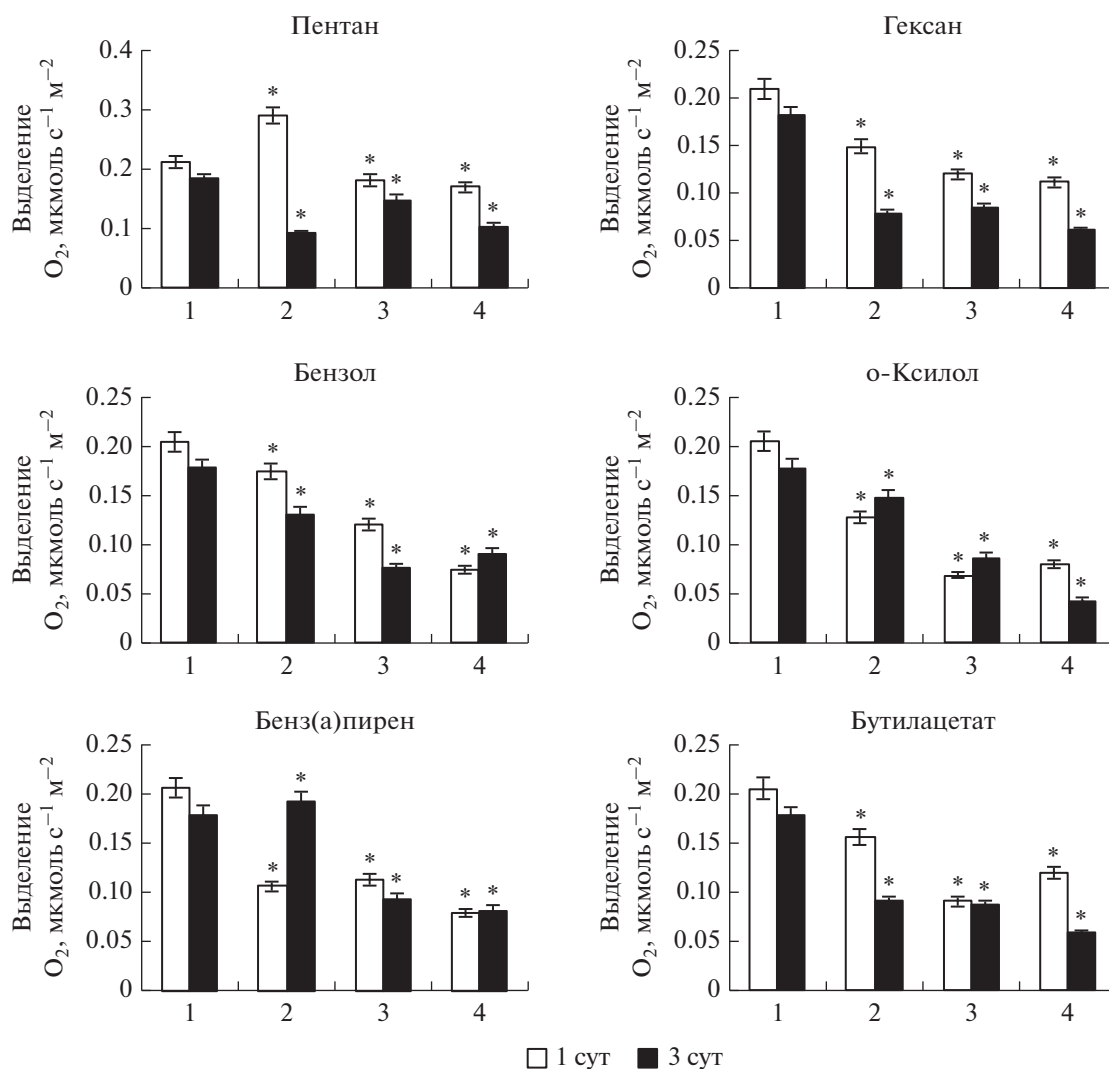 Пентан
Выделение
O₂, мкмоль с⁻¹ м⁻²
0.4
0.3
0.2
0.1
0
* * * * *
1 2 3 4
Гексан
Выделение
O₂, мкмоль с⁻¹ м⁻²
0.25
0.20
0.15
0.10
0.05
0
* * * * * *
1 2 3 4
Бензол
Выделение
O₂, мкмоль с⁻¹ м⁻²
0.25
0.20
0.15
0.10
0.05
0
* * * * * *
1 2 3 4
о-Ксилол
Выделение
O₂, мкмоль с⁻¹ м⁻²
0.25
0.20
0.15
0.10
0.05
0
* * * * * *
1 2 3 4
Бенз(а)пирен
Выделение
O₂, мкмоль с⁻¹ м⁻²
0.25
0.20
0.15
0.10
0.05
0
* * * * * *
1 2 3 4
Бутилацетат
Выделение
O₂, мкмоль с⁻¹ м⁻²
0.25
0.20
0.15
0.10
0.05
0
* * * * * *
1 2 3 4
1 сут 3 сут